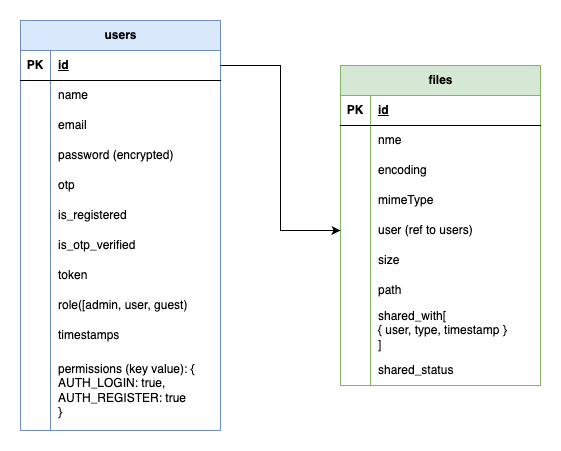 users
PK id
name
email
password (encrypted)
otp
is_registered
is_otp_verified
token
role([admin, user, guest)
timestamps
permissions (key value): {
AUTH_LOGIN: true,
AUTH_REGISTER: true
}
files
PK id
nme
encoding
mimeType
user (ref to users)
size
path
shared_with[
{ user, type, timestamp }
]
shared_status